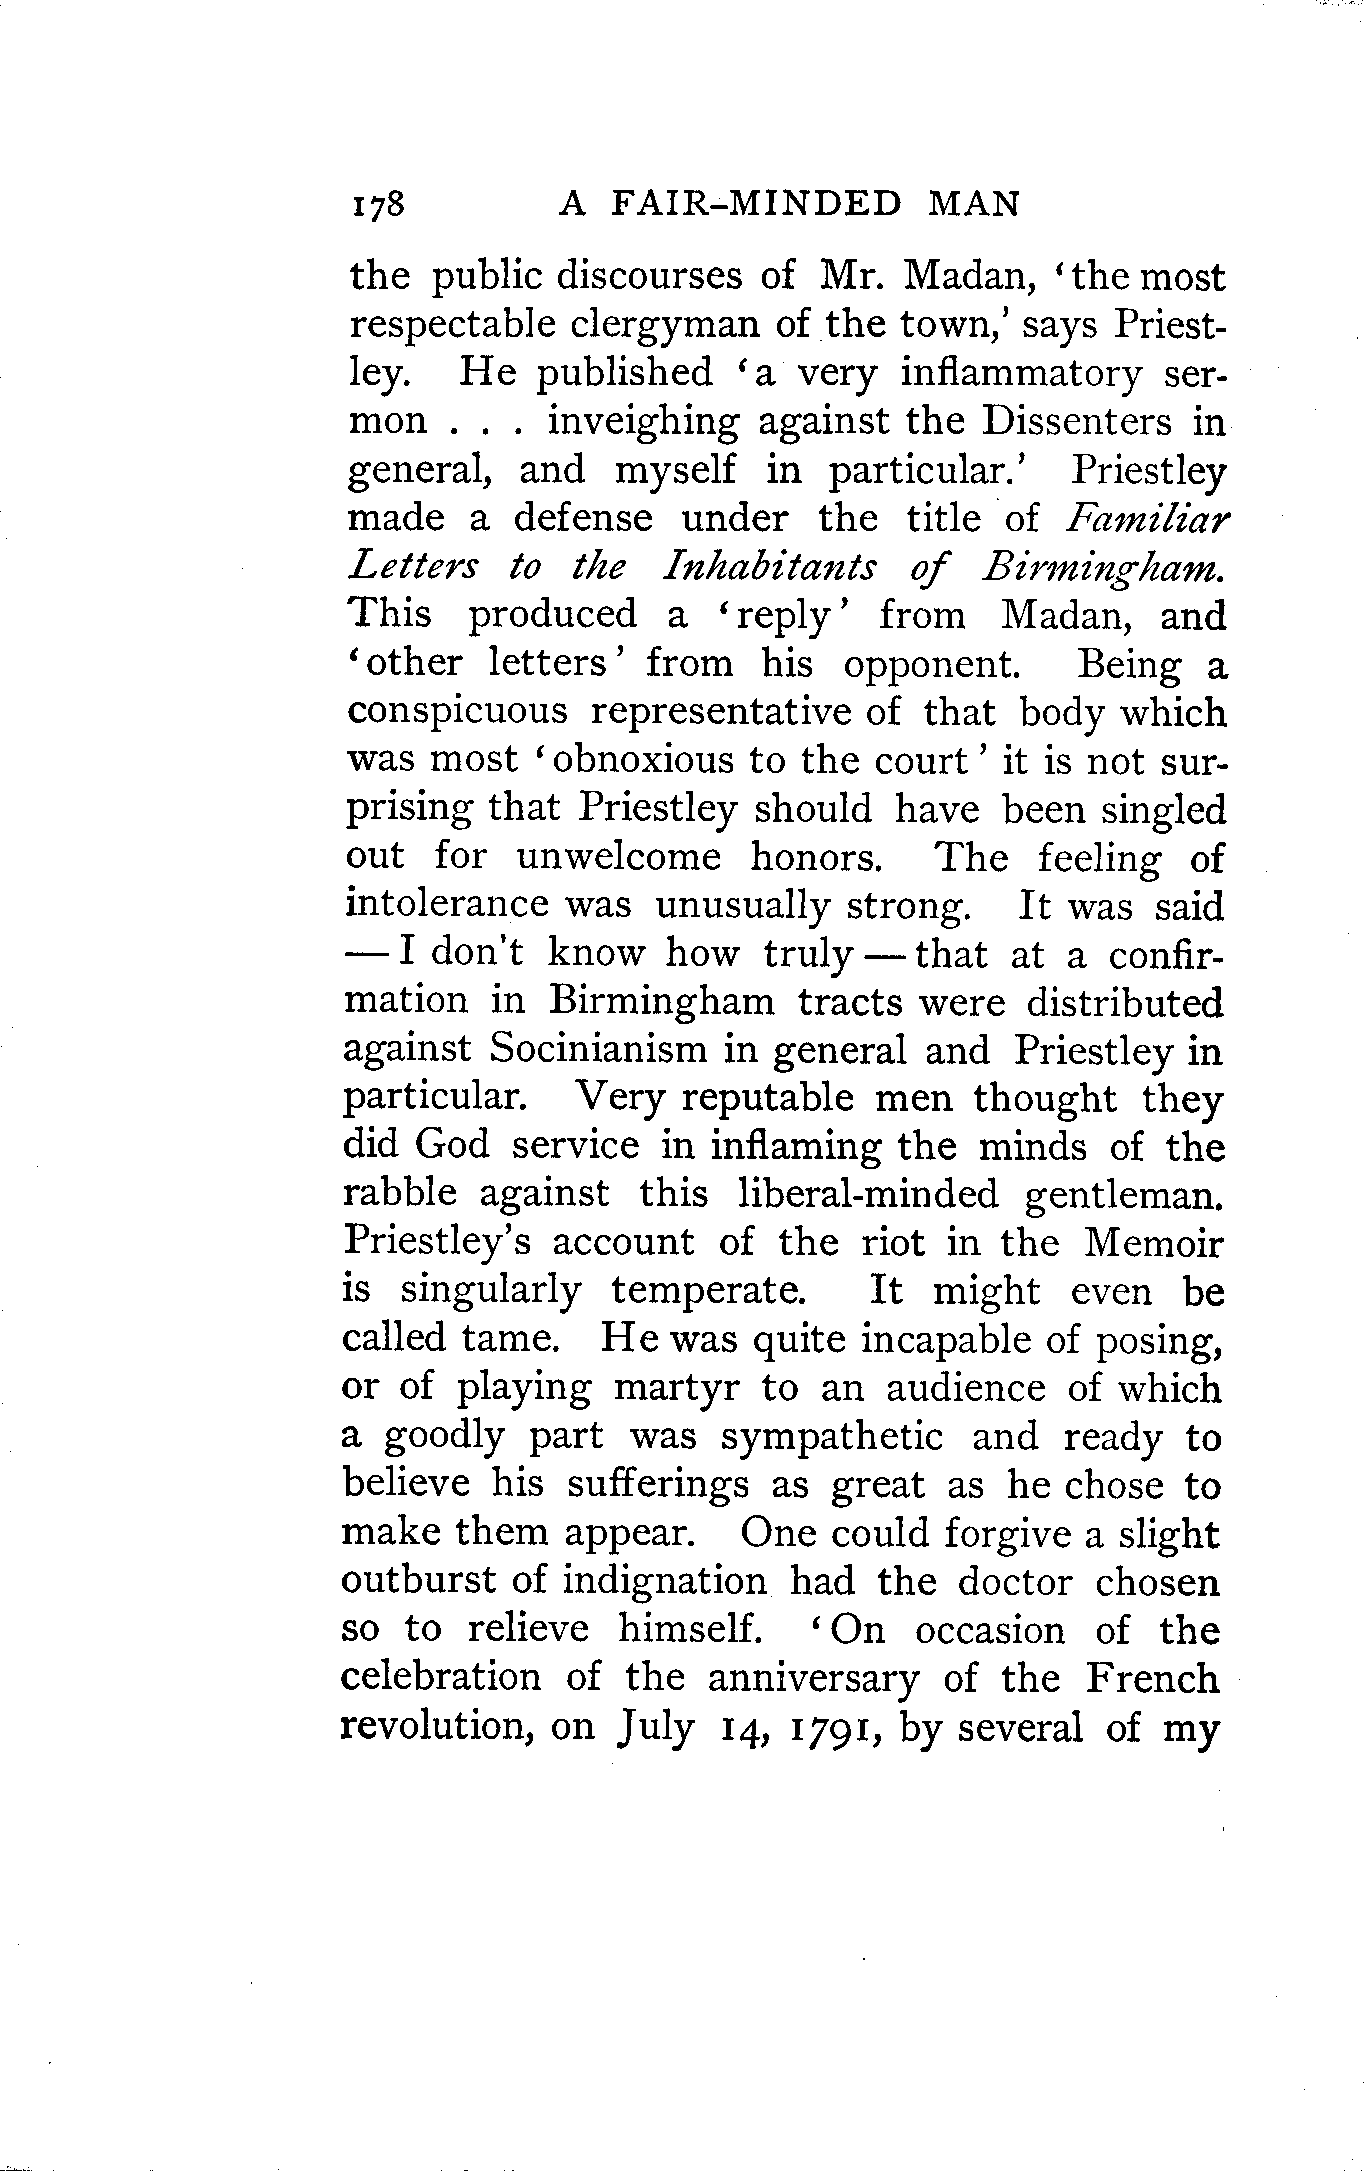 178 A FAIR-MINDED MAN
the public discourses of Mr. Madan, ‘the most
respectable clergyman of the town,’ says Priest-
ley. He published ‘a very inflammatory ser-
mon . . . inveighing against the Dissenters in
general, and myself in particular.’ Priestley
made a defense under the title of Familiar
Letters to the Inhabitants of Birmingham.
This produced a ‘reply’ from Madan, and
‘other letters’ from his opponent. Being a
conspicuous representative of that body which
was most ‘obnoxious to the court’ it is not sur-
prising that Priestley should have been singled
out for unwelcome honors. The feeling of
intolerance was unusually strong. It was said
— I don't know how truly — that at a confir-
mation in Birmingham tracts were distributed
against Socinianism in general and Priestley in
particular. Very reputable men thought they
did God service in inflaming the minds of the
rabble against this liberal-minded gentleman.
Priestley's account of the riot in the Memoir
is singularly temperate. It might even be
called tame. He was quite incapable of posing,
or of playing martyr to an audience of which
a goodly part was sympathetic and ready to
believe his sufferings as great as he chose to
make them appear. One could forgive a slight
outburst of indignation had the doctor chosen
so to relieve himself. ‘On occasion of the
celebration of the anniversary of the French
revolution, on July 14, 1791, by several of my